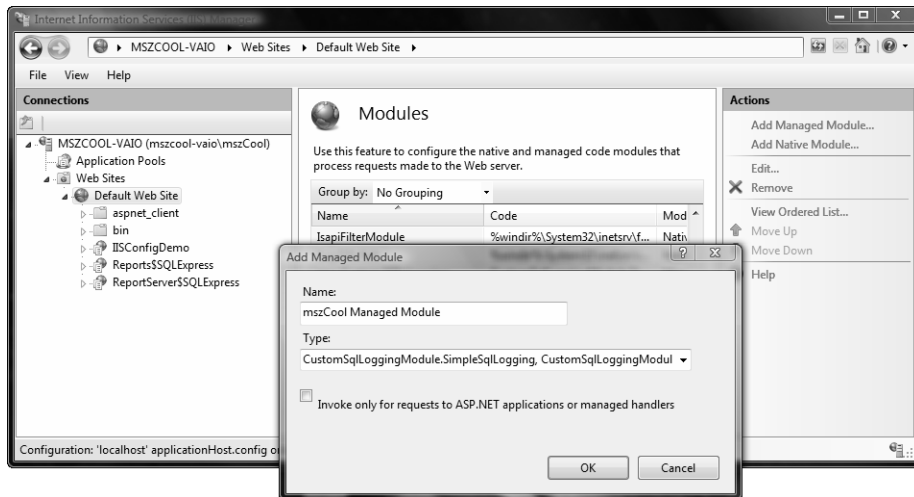 Internet Information Services (IIS) Manager
MSZCOOL-VAIO Web Sites Default Web Site
File View Help
Connections
MSZCOOL-VAIO (mszcool-vaio\mszCool)
Application Pools
Web Sites
Default Web Site
aspnet_client
bin
IISConfigDemo
Reports$SQLExpress
ReportServer$SQLExpress
Modules
Use this feature to configure the native and managed code modules that
process requests made to the Web server.
Group by: No Grouping
Name Code Mod
IsapiFilterModule %windir%\System32\inetsrv\f... Nativ
Actions
Add Managed Module...
Add Native Module...
Edit...
Remove
View Ordered List...
Move Up
Move Down
Help
Add Managed Module
Name:
mszCool Managed Module
Type:
CustomSqlLoggingModule.SimpleSqlLogging, CustomSqlLoggingModul
Invoke only for requests to ASP.NET applications or managed handlers
OK Cancel
Configuration: 'localhost' applicationHost.config